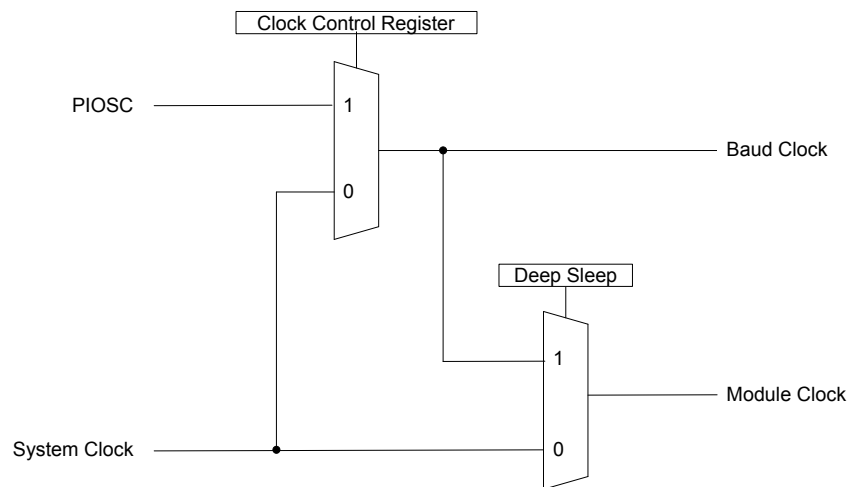 Clock Control Register
PIOSC
1
Baud Clock
0
Deep Sleep
1
Module Clock
System Clock
0